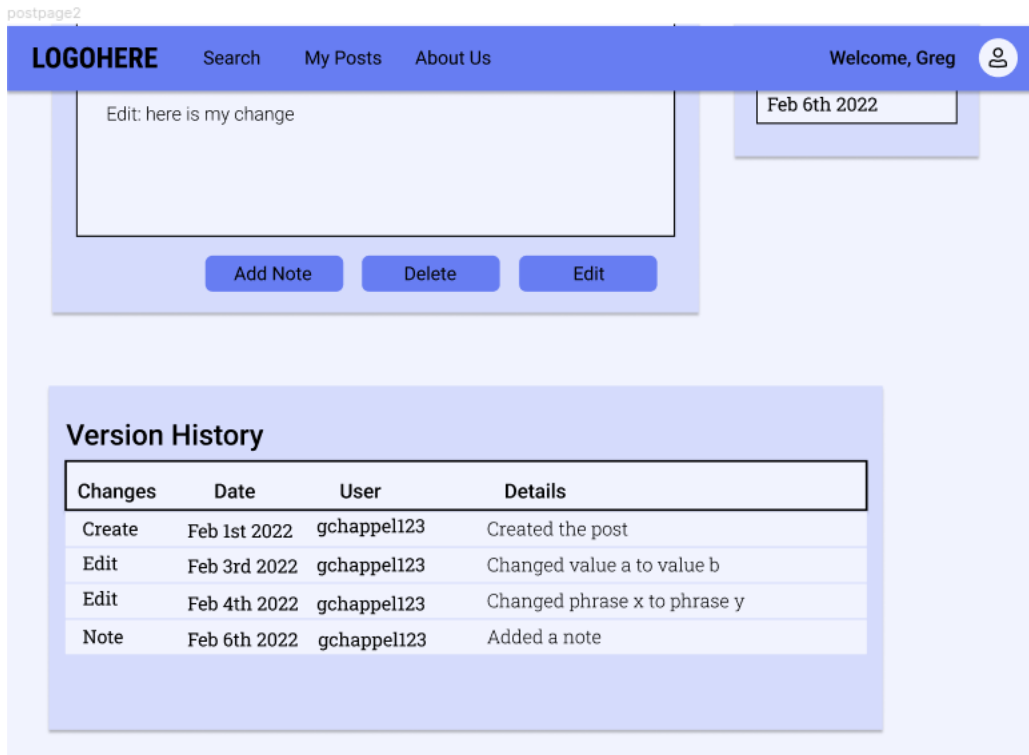 postpage2
LOGOHERE Search My Posts About Us Welcome, Greg
Edit: here is my change
Feb 6th 2022
Add Note Delete Edit
Version History
Changes Date User Details
Create Feb 1st 2022 gchappel123 Created the post
Edit Feb 3rd 2022 gchappel123 Changed value a to value b
Edit Feb 4th 2022 gchappel123 Changed phrase x to phrase y
Note Feb 6th 2022 gchappel123 Added a note